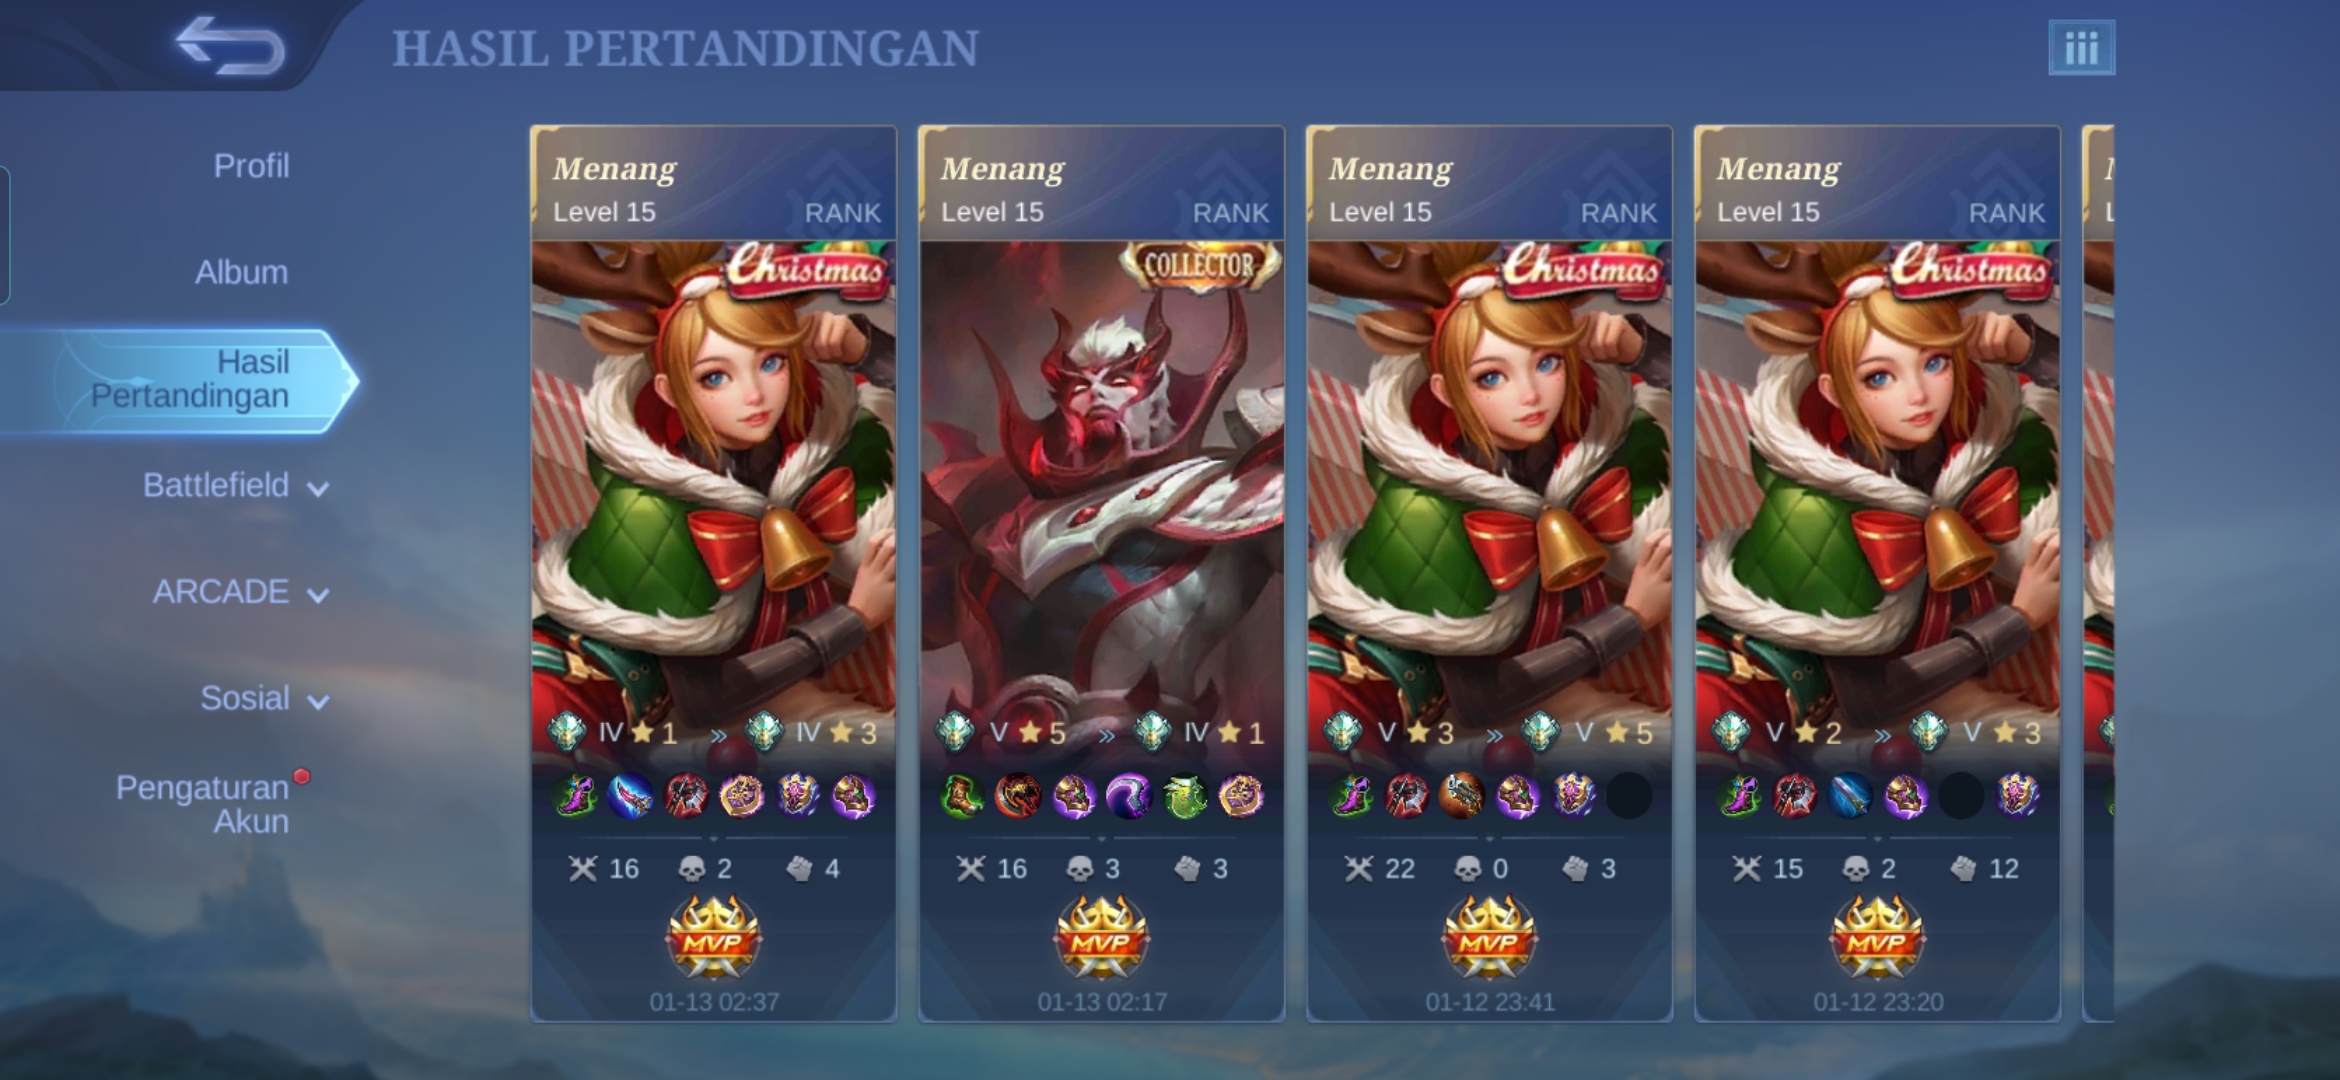 HASIL PERTANDINGAN
Profil
Album
Hasil
Pertandingan
Battlefield
ARCADE
Sosial
Pengaturan
Akun
Menang
Level 15
RANK
Christmas
IV 1 » IV 3
16 2 4
MVP
01-13 02:37
Menang
Level 15
RANK
COLLECTOR
V 5 » IV 1
16 3 3
MVP
01-13 02:17
Menang
Level 15
RANK
Christmas
V 3 » V 5
22 0 3
MVP
01-12 23:41
Menang
Level 15
RANK
Christmas
V 2 » V 3
15 2 12
MVP
01-12 23:20